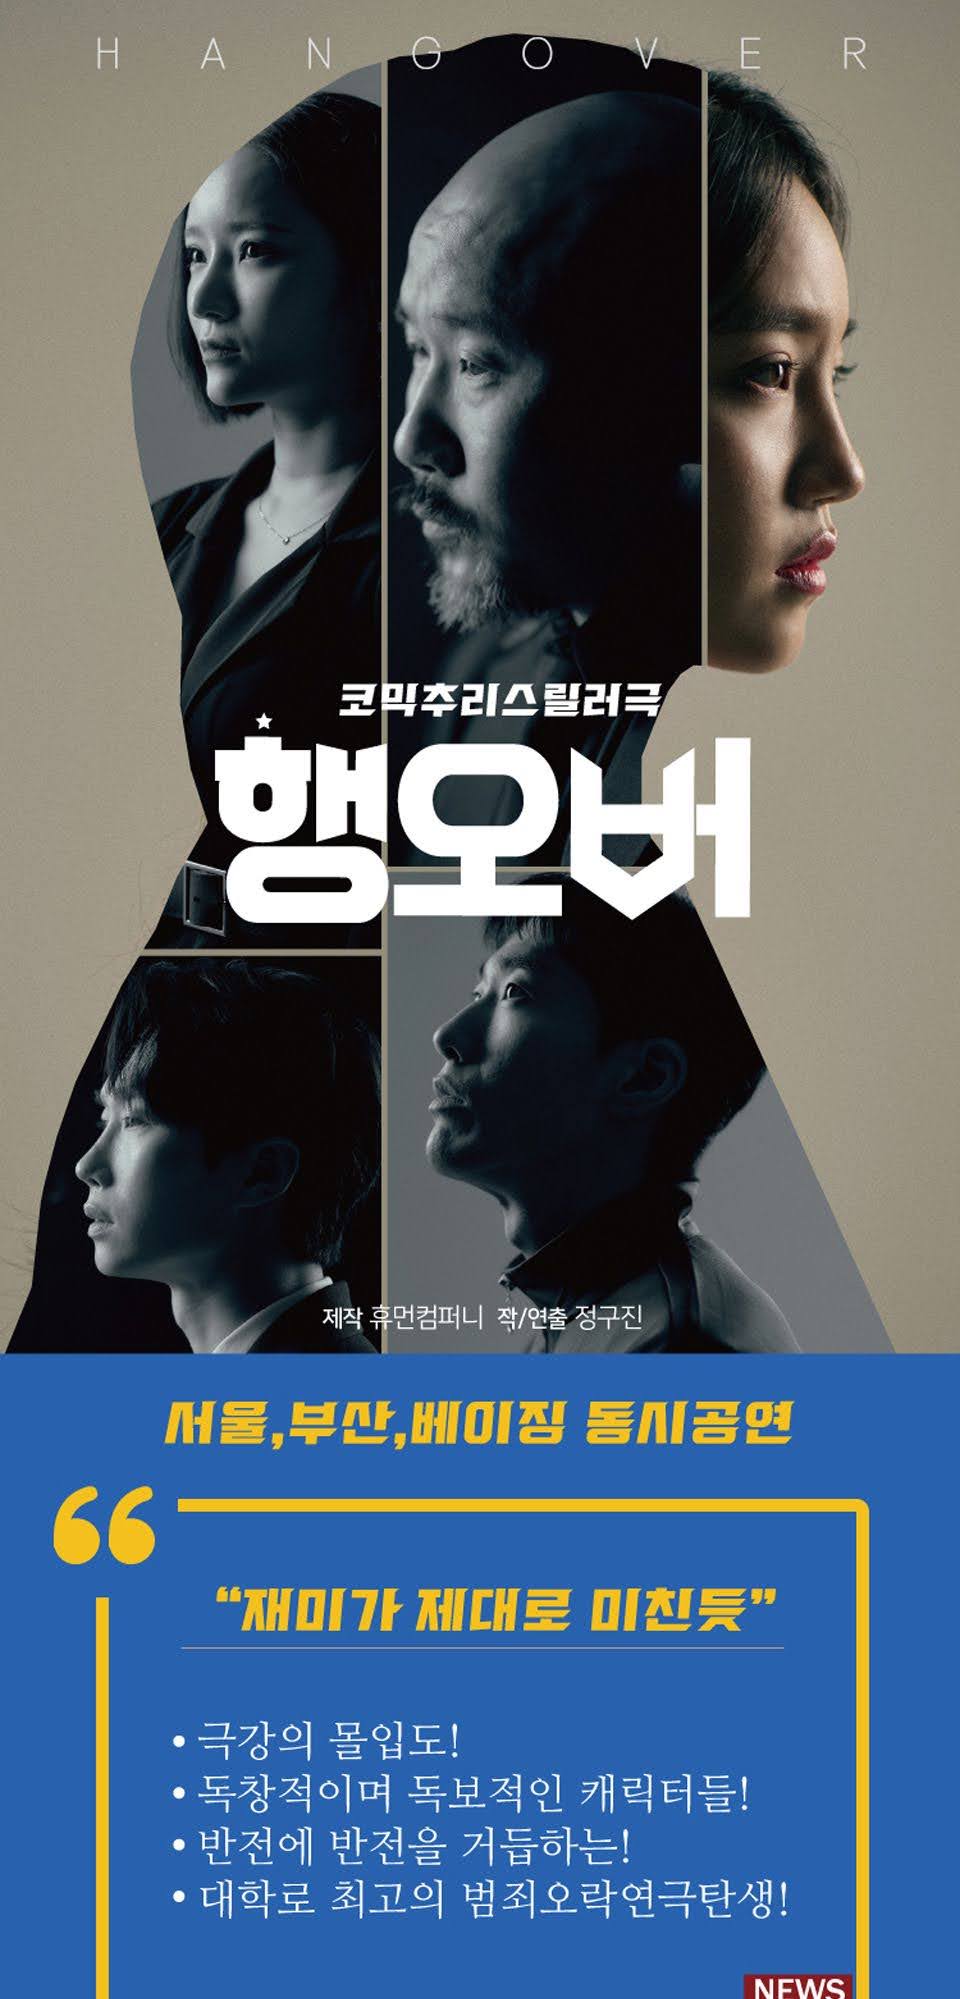 HANGOVER
코믹추리스릴러극
행오버
제작 휴먼컴퍼니 작/연출 정구진
서울,부산,베이징 동시공연
“
“재미가 제대로 미친듯”
• 극강의 몰입도!
• 독창적이며 독보적인 캐릭터들!
• 반전에 반전을 거듭하는!
• 대학로 최고의 범죄오락연극탄생!
NEWS